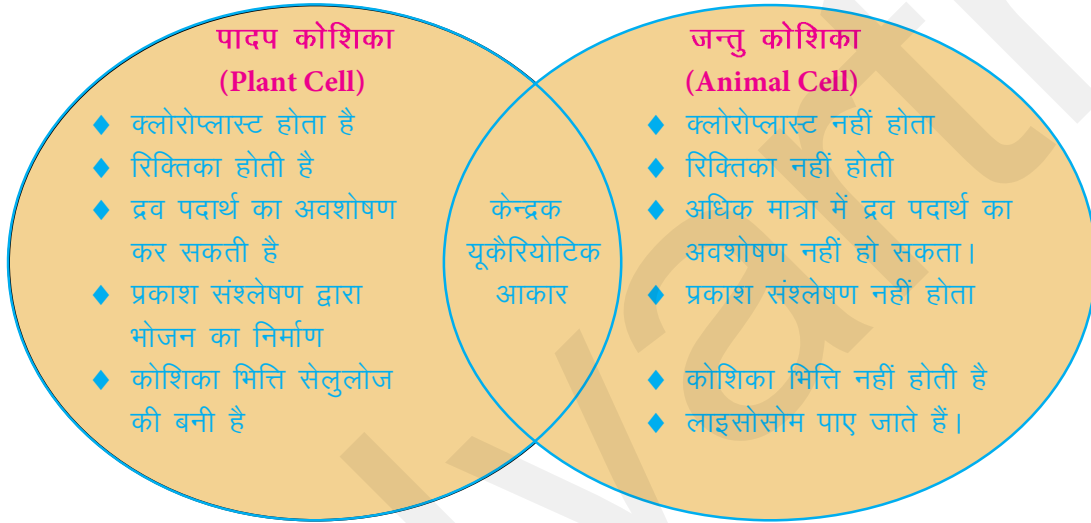 पादप कोशिका
(Plant Cell)
♦ क्लोरोप्लास्ट होता है
♦ रिक्तिका होती है
♦ द्रव पदार्थ का अवशोषण
कर सकती है
♦ प्रकाश संश्लेषण द्वारा
भोजन का निर्माण
♦ कोशिका भित्ति सेलुलोज
की बनी है
केन्द्रक
यूकैरियोटिक
आकार
जन्तु कोशिका
(Animal Cell)
♦ क्लोरोप्लास्ट नहीं होता
♦ रिक्तिका नहीं होती
♦ अधिक मात्रा में द्रव पदार्थ का
अवशोषण नहीं हो सकता।
♦ प्रकाश संश्लेषण नहीं होता
♦ कोशिका भित्ति नहीं होती है
♦ लाइसोसोम पाए जाते हैं।